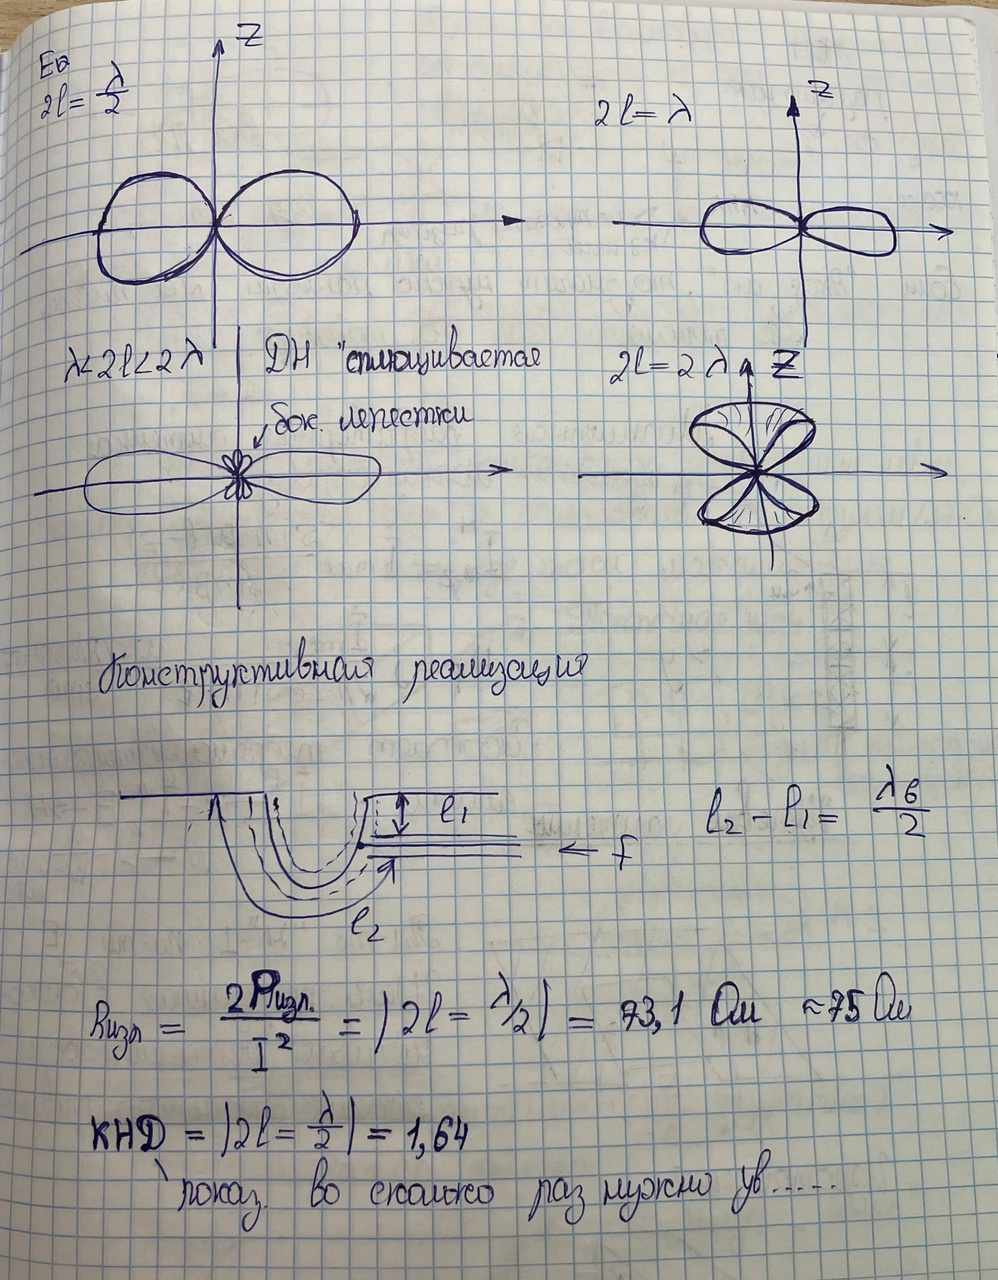 Eθ
Z
2l = λ/2
2l = λ
Z
λ < 2l < 2λ
ДН "сплющивается
бок. лепестки
2l = 2λ
Z
Конструктивная реализация
l₁
l₂ - l₁ = λв/2
← F
l₂
Rизл = 2Pизл./I² = |2l = λ/2| = 73,1 Ом ≈75 Ом
КНД = |2l = λ/2| = 1,64
показ. во сколько раз нужно ув.....